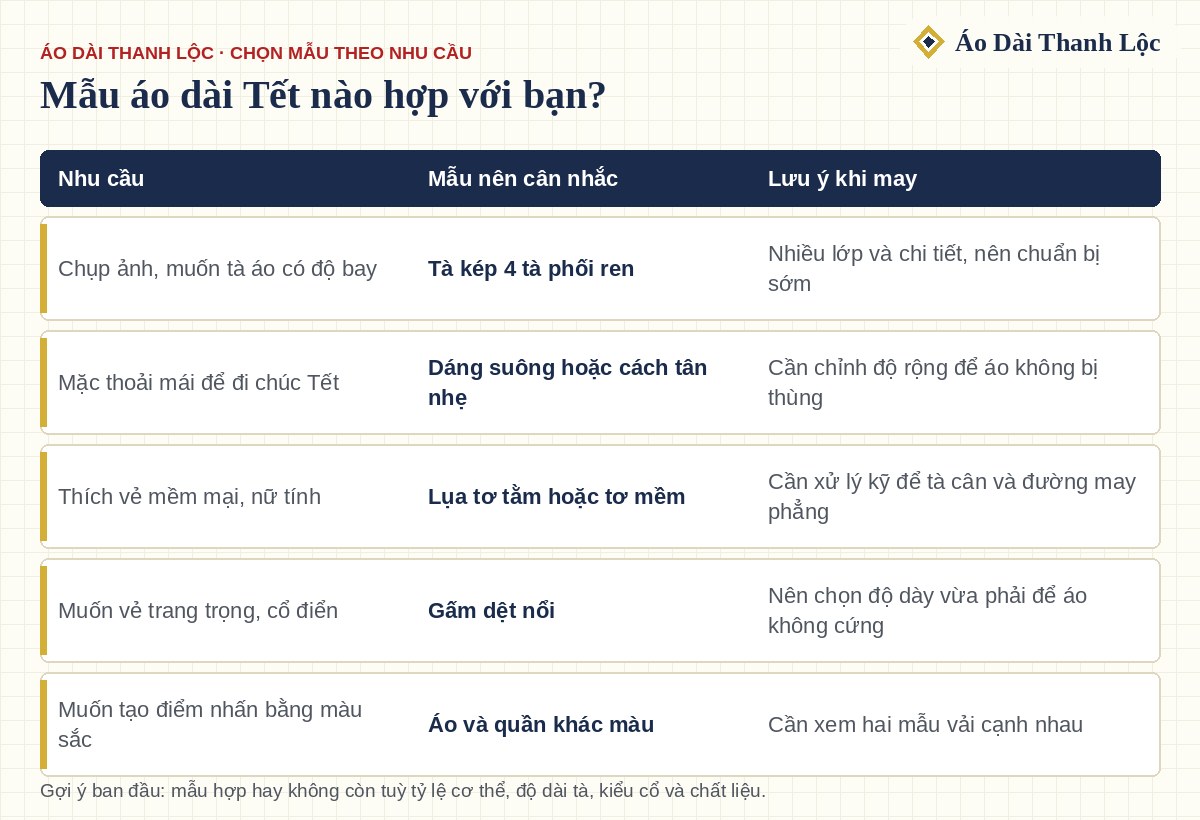 ÁO DÀI THANH LỘC · CHỌN MẪU THEO NHU CẦU
Áo Dài Thanh Lộc
Mẫu áo dài Tết nào hợp với bạn?
Nhu cầu
Mẫu nên cân nhắc
Lưu ý khi may
Chụp ảnh, muốn tà áo có độ bay
Tà kép 4 tà phối ren
Nhiều lớp và chi tiết, nên chuẩn bị
sớm
Mặc thoải mái để đi chúc Tết
Dáng suông hoặc cách tân
nhẹ
Cần chỉnh độ rộng để áo không bị
thùng
Thích vẻ mềm mại, nữ tính
Lụa tơ tằm hoặc tơ mềm
Cần xử lý kỹ để tà cân và đường may
phẳng
Muốn vẻ trang trọng, cổ điển
Gấm dệt nổi
Nên chọn độ dày vừa phải để áo
không cứng
Muốn tạo điểm nhấn bằng màu
sắc
Áo và quần khác màu
Cần xem hai mẫu vải cạnh nhau
Gợi ý ban đầu: mẫu hợp hay không còn tuỳ tỷ lệ cơ thể, độ dài tà, kiểu cổ và chất liệu.